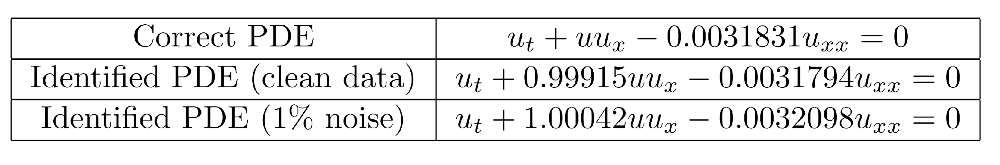 Correct PDE $u_t + uu_x - 0.0031831u_{xx} = 0$
Identified PDE (clean data) $u_t + 0.99915uu_x - 0.0031794u_{xx} = 0$
Identified PDE (1% noise) $u_t + 1.00042uu_x - 0.0032098u_{xx} = 0$